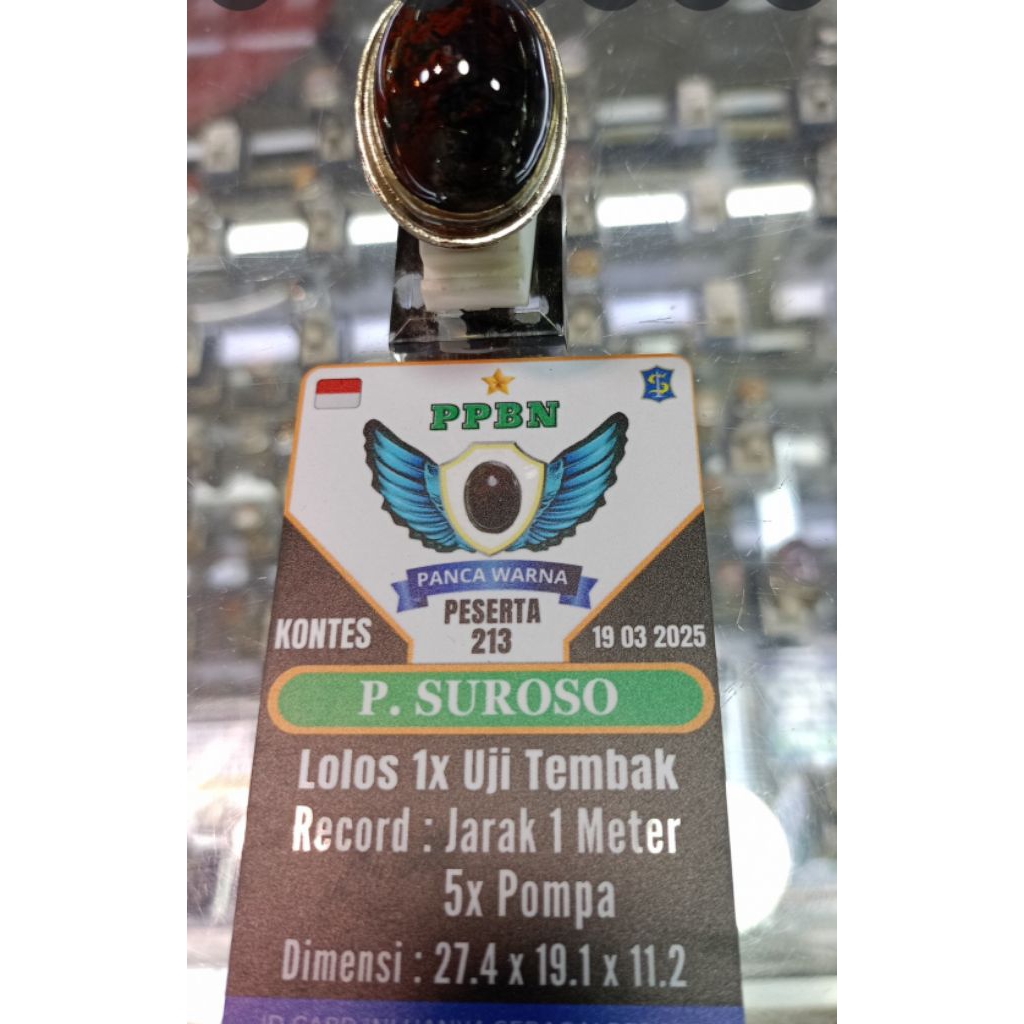 PPBN
PANCA WARNA
PESERTA
213
KONTES
19 03 2025
P. SUROSO
Lolos 1x Uji Tembak
Record : Jarak 1 Meter
5x Pompa
Dimensi : 27.4 x 19.1 x 11.2